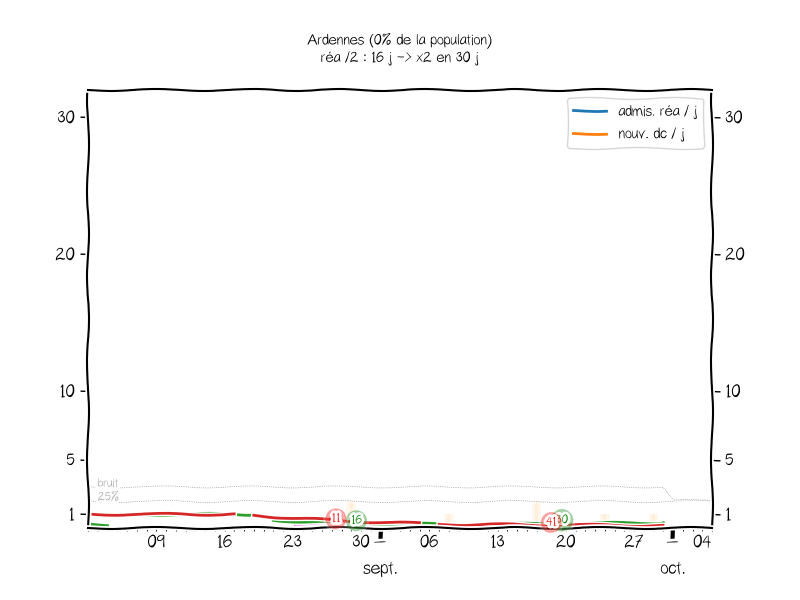 Ardennes (0% de la population)
réa /2 : 16 j -> x2 en 30 j
admis. réa / j
nouv. dc / j
30 30
20 20
10 10
5 5
bruit
25%
1 1
11 16 41
09 16 23 30 06 13 20 27 04
sept. oct.